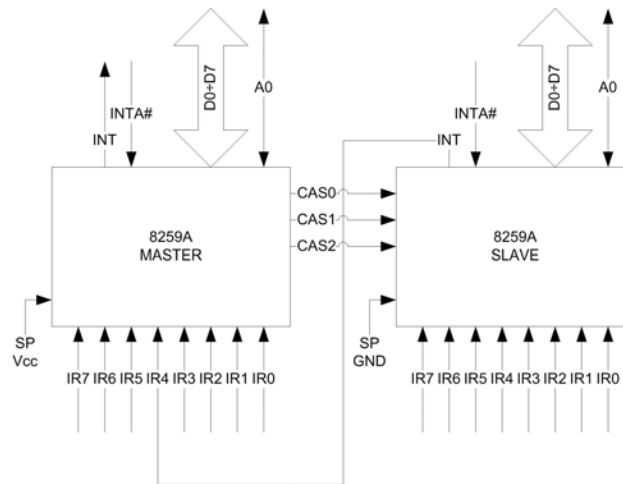 D0÷D7
A0
INTA#
INT
D0÷D7
A0
INTA#
INT
CAS0
CAS1
CAS2
8259A
MASTER
8259A
SLAVE
SP
Vcc
SP
GND
IR7 IR6 IR5 IR4 IR3 IR2 IR1 IR0
IR7 IR6 IR5 IR4 IR3 IR2 IR1 IR0